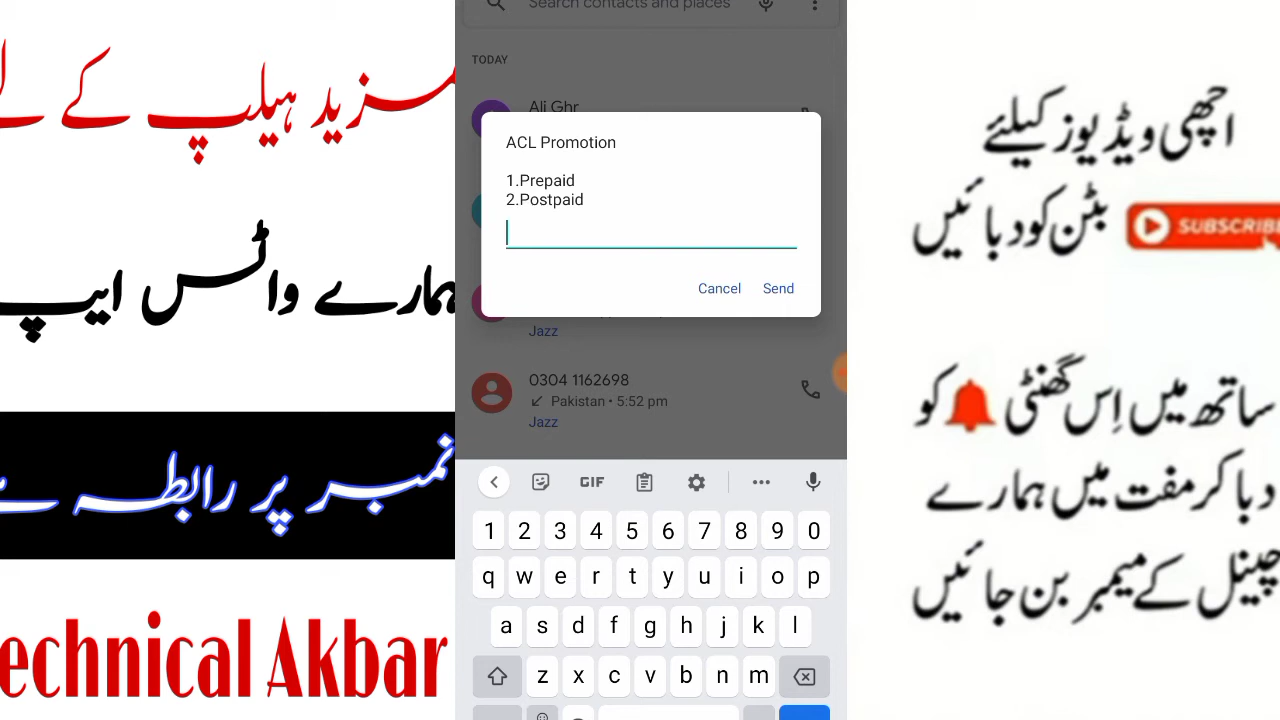 مزید ہیلپ کے
ہمارے واٹس ایپ
نمبر پر رابطہ
echnical Akbar
Search contacts and places
TODAY
Ali Ghr
ACL Promotion
1.Prepaid
2.Postpaid
Cancel Send
Jazz
0304 1162698
Pakistan • 5:52 pm
Jazz
GIF
1 2 3 4 5 6 7 8 9 0
q w e r t y u i o p
a s d f g h j k l
z x c v b n m
اچھی ویڈیوز کیلئے
بٹن کو دبائیں
SUBSCRIBE
ساتھ میں اِس گھنٹی کو
دبا کر مفت میں ہمارے
چینل کے میمبر بن جائیں